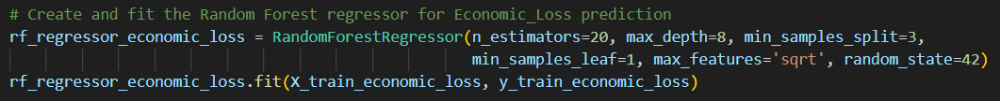 # Create and fit the Random Forest regressor for Economic_Loss prediction
rf_regressor_economic_loss = RandomForestRegressor(n_estimators=20, max_depth=8, min_samples_split=3,
min_samples_leaf=1, max_features='sqrt', random_state=42)
rf_regressor_economic_loss.fit(X_train_economic_loss, y_train_economic_loss)